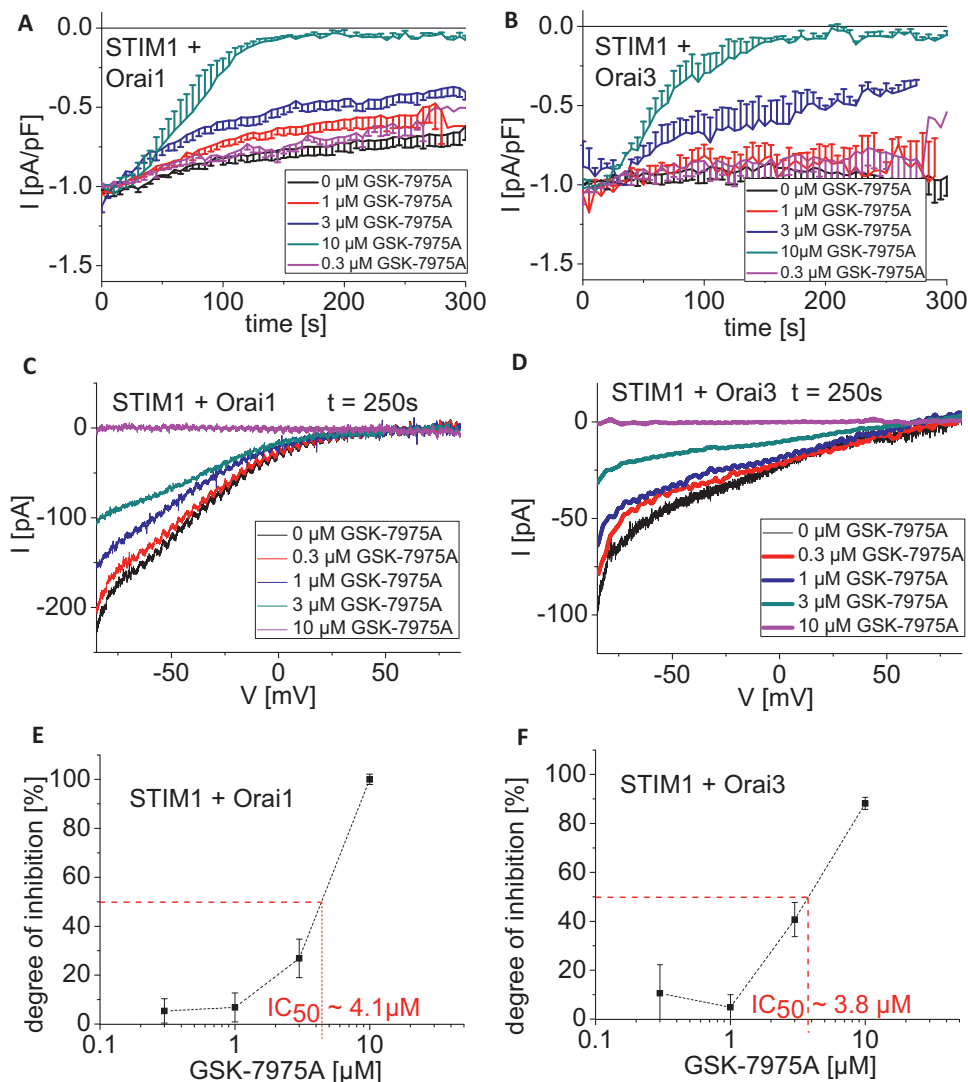 A
STIM1 +
Orai1
0.0
-0.5
-1.0
-1.5
I [pA/pF]
0 µM GSK-7975A
1 µM GSK-7975A
3 µM GSK-7975A
10 µM GSK-7975A
0.3 µM GSK-7975A
0 100 200 300
time [s]
B
STIM1 +
Orai3
0.0
-0.5
-1.0
-1.5
I [pA/pF]
0 µM GSK-7975A
1 µM GSK-7975A
3 µM GSK-7975A
10µM GSK-7975A
0.3 µM GSK-7975A
0 100 200 300
time [s]
C
STIM1 + Orai1 t = 250s
0
-100
-200
I [pA]
0 µM GSK-7975A
0.3 µM GSK-7975A
1 µM GSK-7975A
3 µM GSK-7975A
10 µM GSK-7975A
-50 0 50
V [mV]
D
STIM1 + Orai3 t = 250s
0
-50
-100
I [pA]
0 µM GSK-7975A
0.3 µM GSK-7975A
1 µM GSK-7975A
3 µM GSK-7975A
10 µM GSK-7975A
-50 0 50
V [mV]
E
STIM1 + Orai1
100
80
60
40
20
0
degree of inhibition [%]
IC50 ~ 4.1µM
0.1 1 10
GSK-7975A [µM]
F
STIM1 + Orai3
100
80
60
40
20
0
degree of inhibition [%]
IC50 ~ 3.8 µM
0.1 1 10
GSK-7975A [µM]